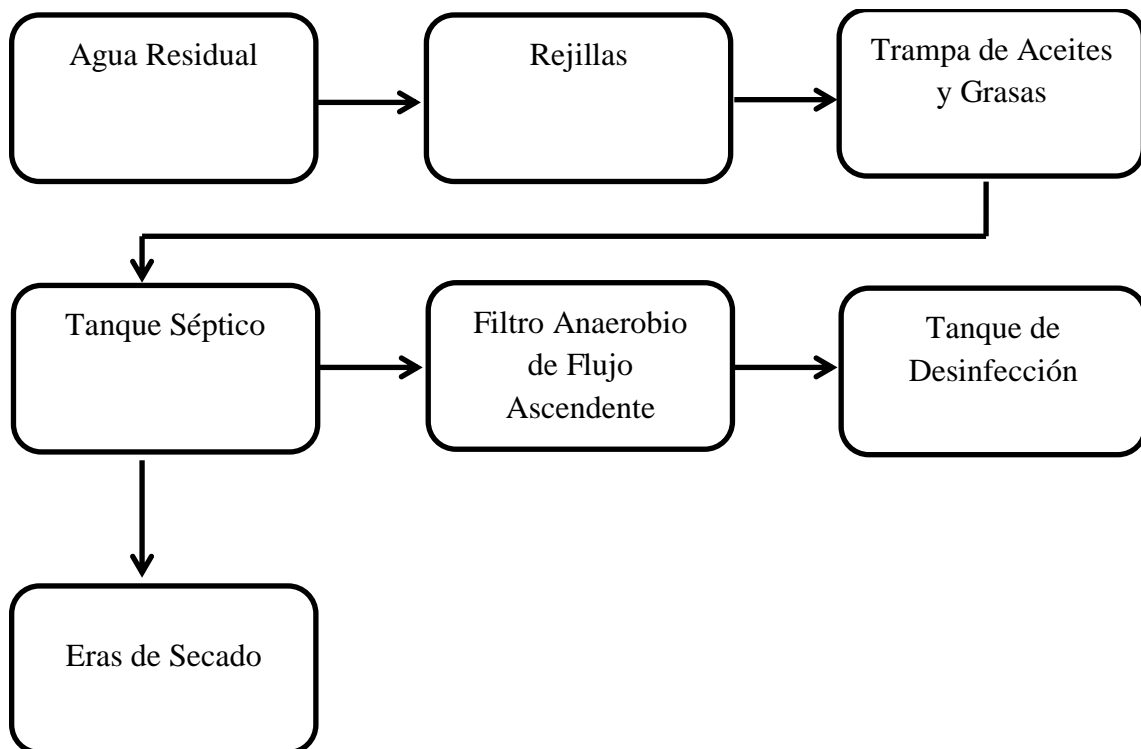 Agua Residual
Rejillas
Trampa de Aceites
y Grasas
Tanque Séptico
Filtro Anaerobio
de Flujo
Ascendente
Tanque de
Desinfección
Eras de Secado